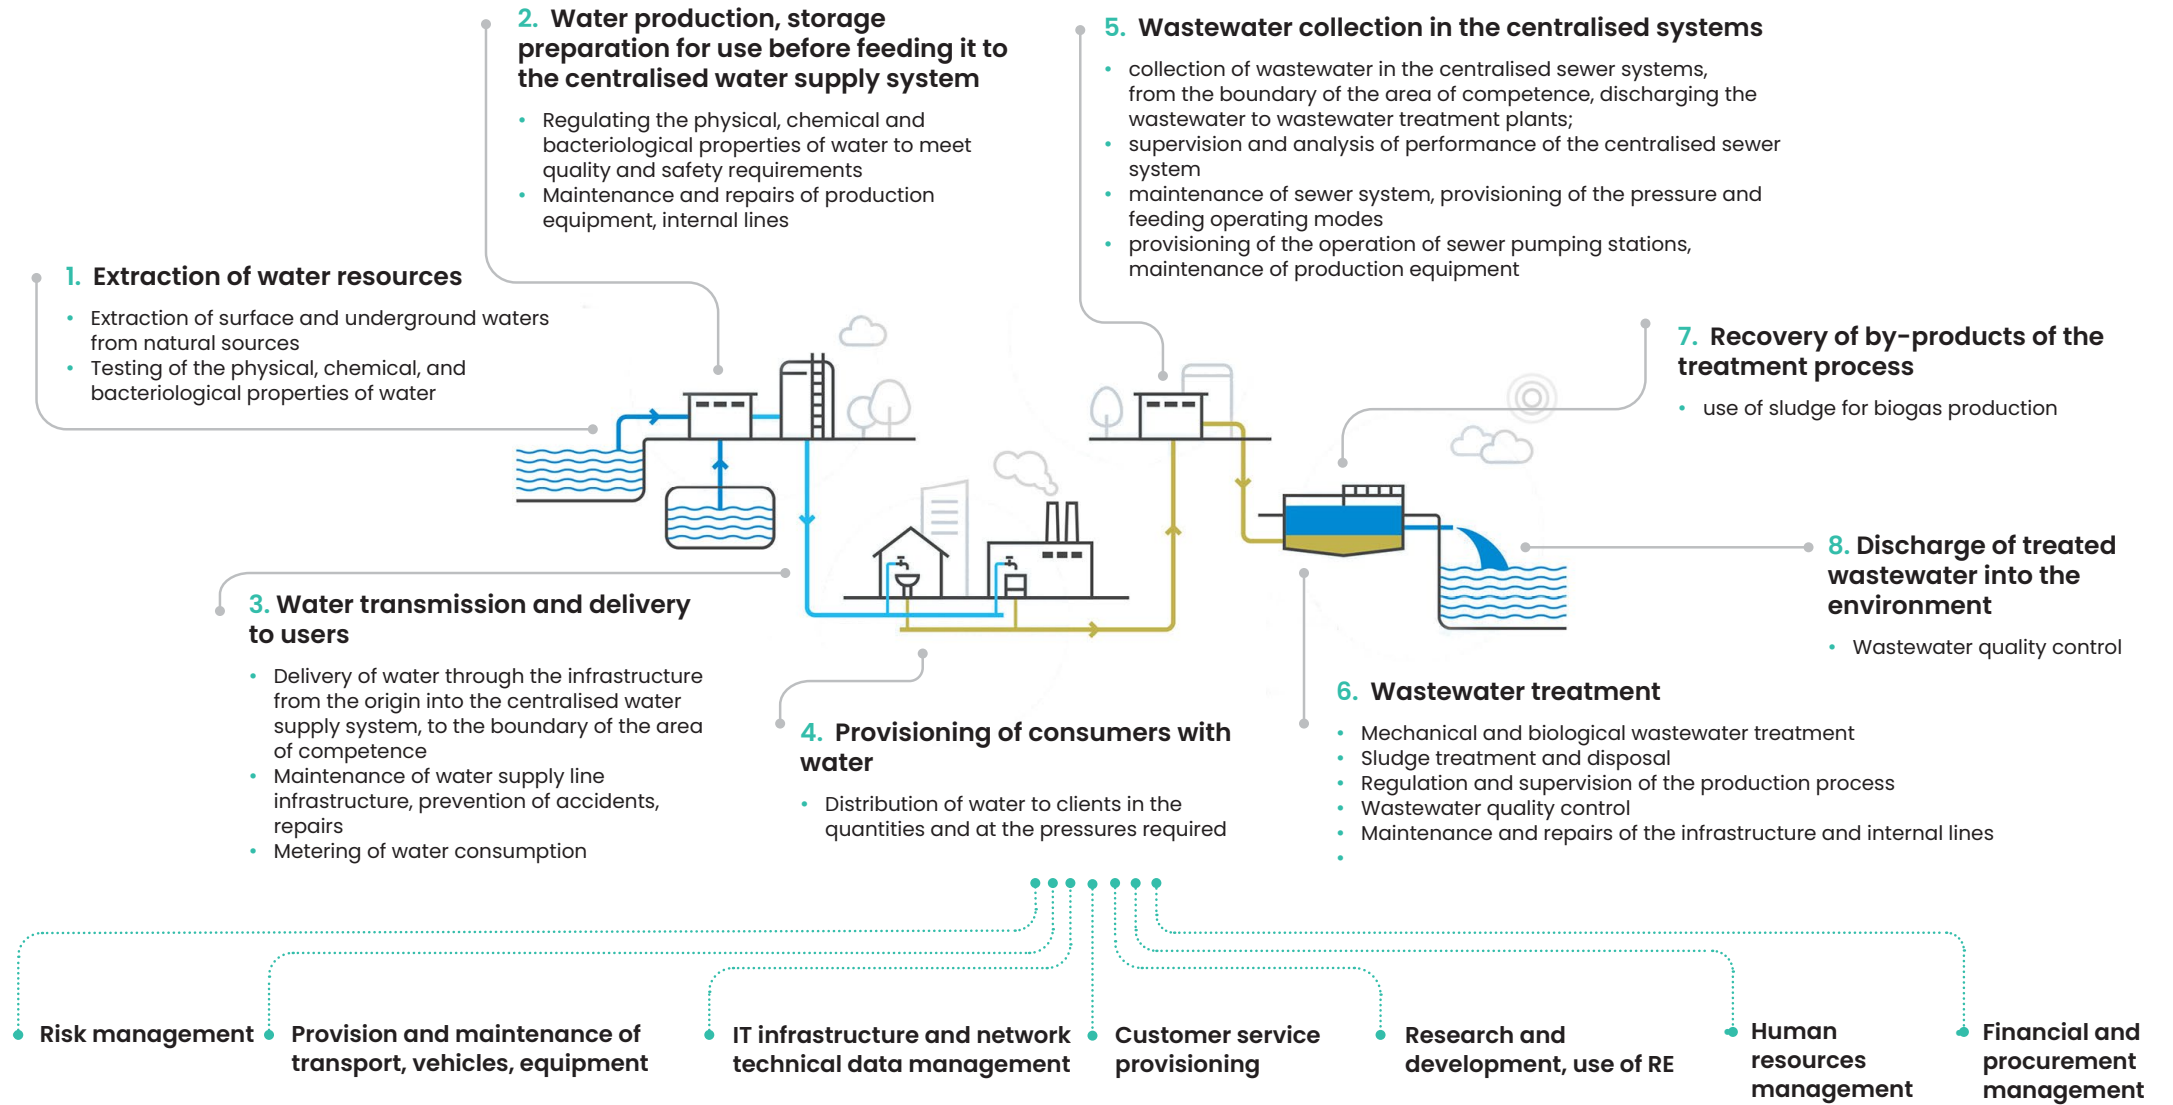 1. Extraction of water resources
• Extraction of surface and underground waters
from natural sources
• Testing of the physical, chemical, and
bacteriological properties of water
2. Water production, storage
preparation for use before feeding it to
the centralised water supply system
• Regulating the physical, chemical and
bacteriological properties of water to meet
quality and safety requirements
• Maintenance and repairs of production
equipment, internal lines
3. Water transmission and delivery
to users
• Delivery of water through the infrastructure
from the origin into the centralised water
supply system, to the boundary of the area
of competence
• Maintenance of water supply line
infrastructure, prevention of accidents,
repairs
• Metering of water consumption
4. Provisioning of consumers with
water
• Distribution of water to clients in the
quantities and at the pressures required
5. Wastewater collection in the centralised systems
• collection of wastewater in the centralised sewer systems,
from the boundary of the area of competence, discharging the
wastewater to wastewater treatment plants;
• supervision and analysis of performance of the centralised sewer
system
• maintenance of sewer system, provisioning of the pressure and
feeding operating modes
• provisioning of the operation of sewer pumping stations,
maintenance of production equipment
6. Wastewater treatment
• Mechanical and biological wastewater treatment
• Sludge treatment and disposal
• Regulation and supervision of the production process
• Wastewater quality control
• Maintenance and repairs of the infrastructure and internal lines
•
7. Recovery of by-products of the
treatment process
• use of sludge for biogas production
8. Discharge of treated
wastewater into the
environment
• Wastewater quality control
Risk management
Provision and maintenance of
transport, vehicles, equipment
IT infrastructure and network
technical data management
Customer service
provisioning
Research and
development, use of RE
Human
resources
management
Financial and
procurement
management